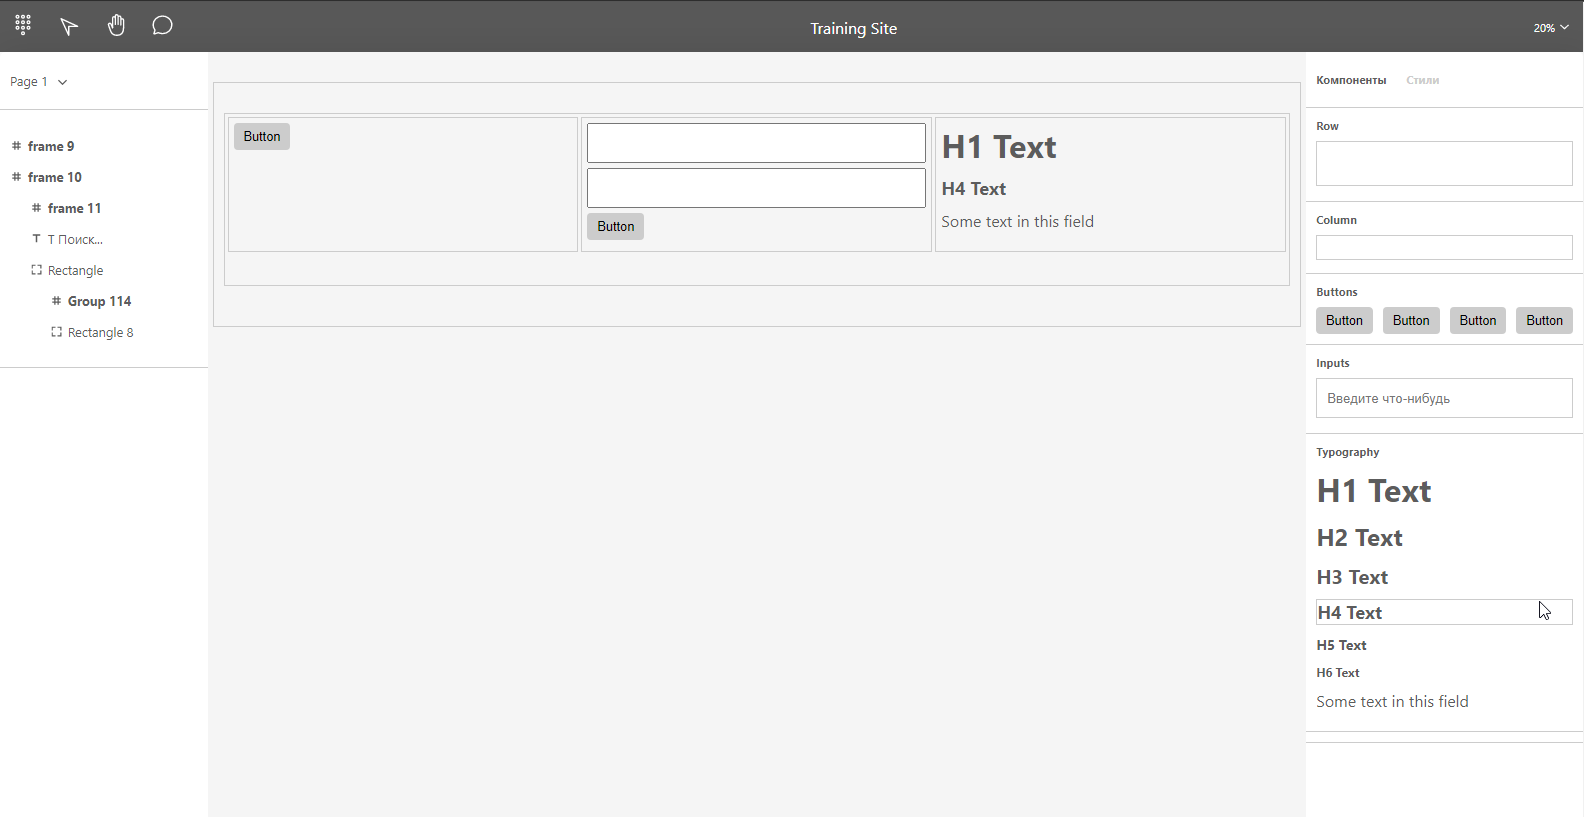 Training Site
20%
Page 1
frame 9
frame 10
frame 11
T Поиск...
Rectangle
Group 114
Rectangle 8
Button
Button
H1 Text
H4 Text
Some text in this field
Компоненты Стили
Row
Column
Buttons
Button Button Button Button
Inputs
Введите что-нибудь
Typography
H1 Text
H2 Text
H3 Text
H4 Text
H5 Text
H6 Text
Some text in this field